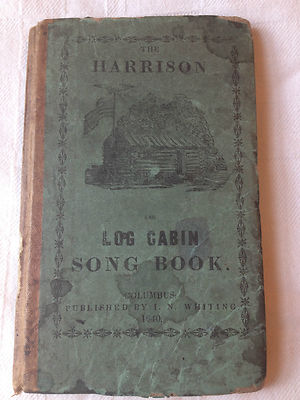 THE
HARRISON
AND
LOG CABIN
SONG BOOK.
COLUMBUS:
PUBLISHED BY I. N. WHITING
1840.